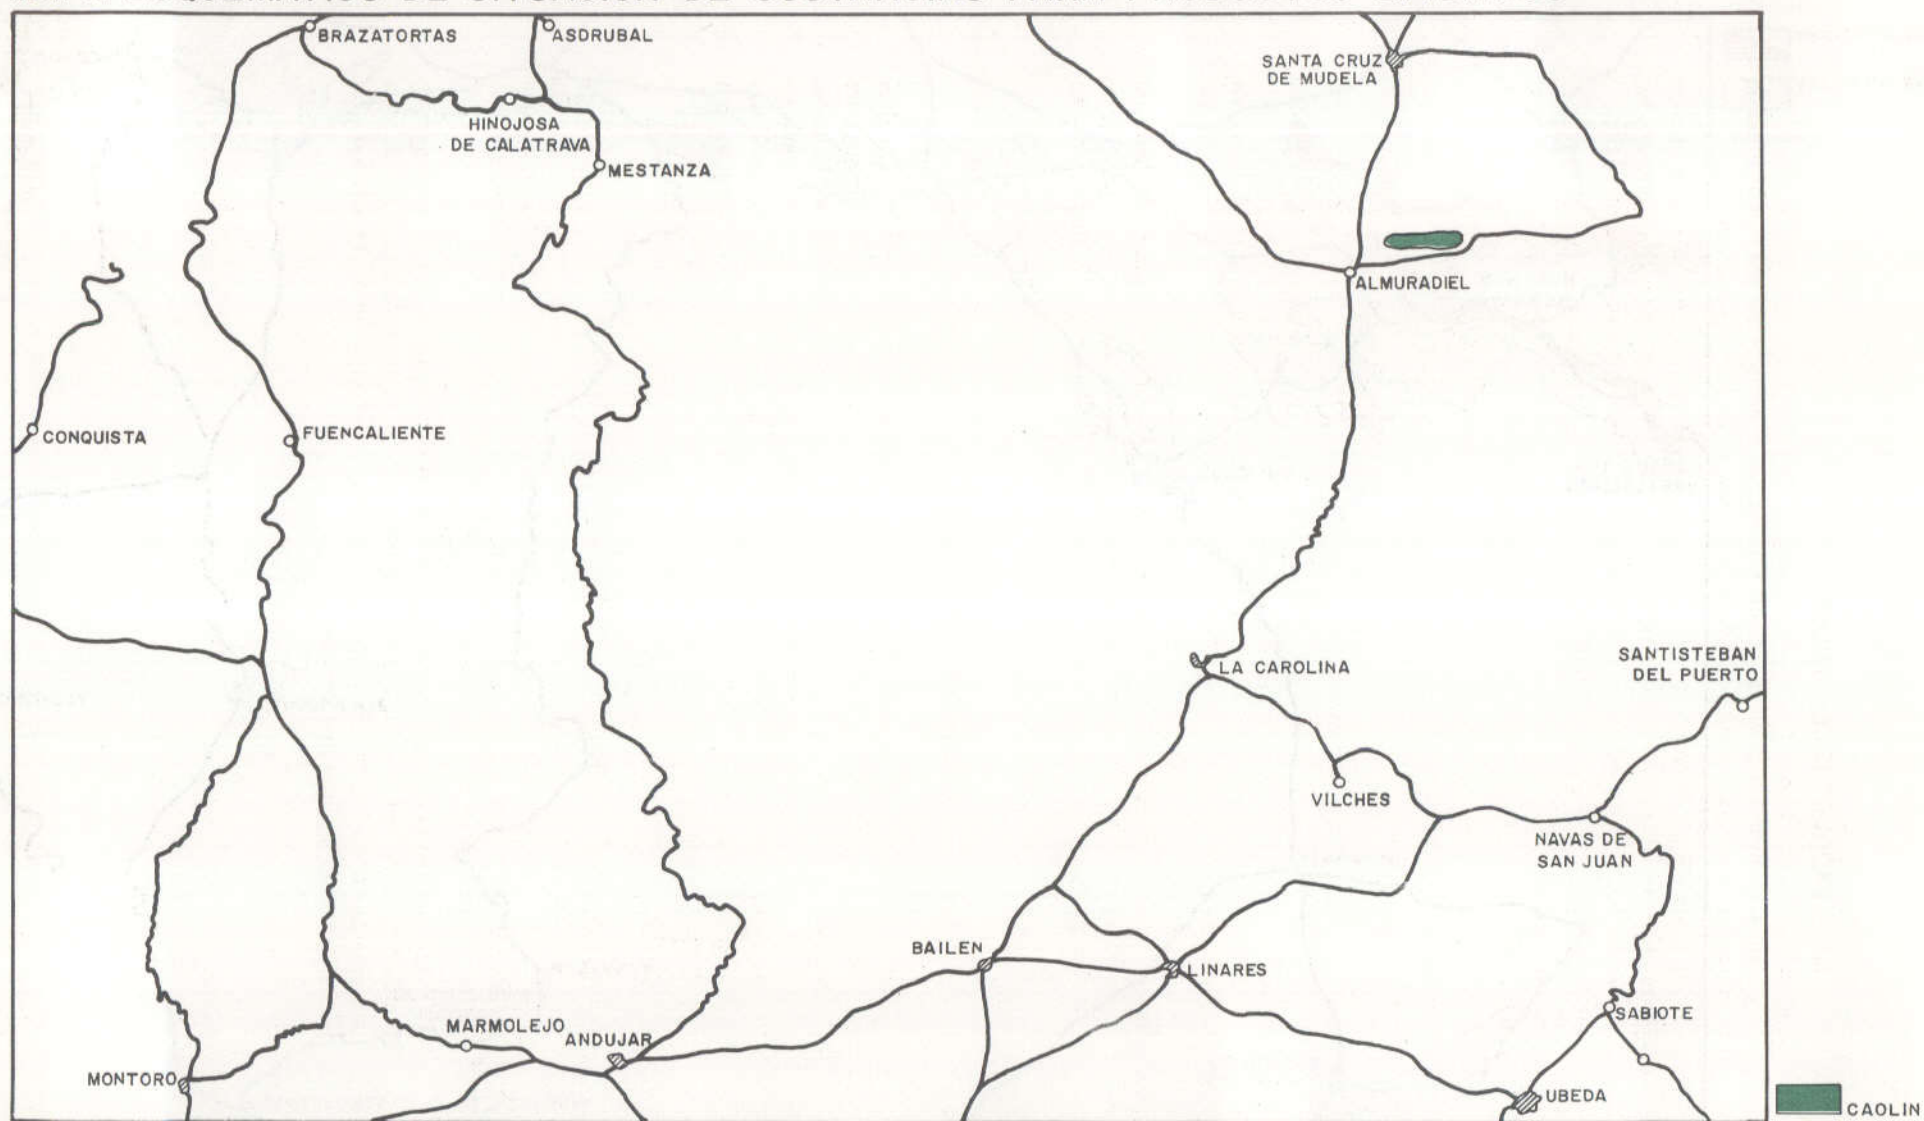 BRAZATORTAS
ASDRUBAL
SANTA CRUZ
DE MUDELA
HINOJOSA
DE CALATRAVA
MESTANZA
ALMURADIEL
CONQUISTA
FUENCALIENTE
LA CAROLINA
SANTISTEBAN
DEL PUERTO
VILCHES
NAVAS DE
SAN JUAN
BAILEN
LINARES
SABIOTE
MARMOLEJO
ANDUJAR
MONTORO
UBEDA
CAOLIN